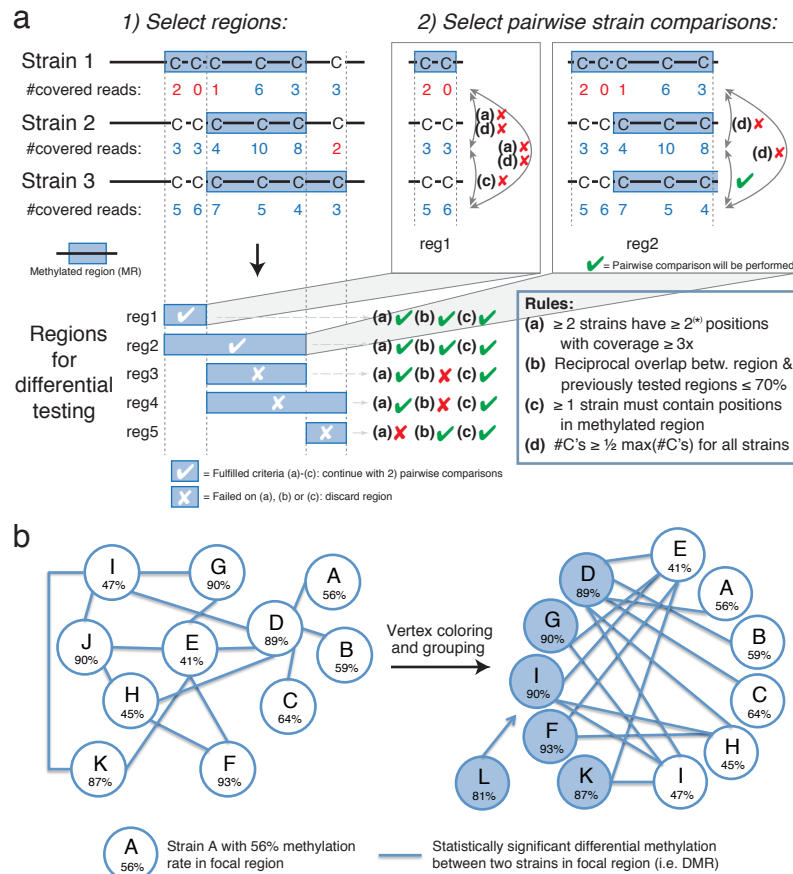 a
1) Select regions:
2) Select pairwise strain comparisons:
Strain 1
C C C C C C
#covered reads:
2 0 1 6 3 3
Strain 2
C C C C C C
#covered reads:
3 3 4 10 8 2
Strain 3
C C C C C C
#covered reads:
5 6 7 5 4 3
Methylated region (MR)
C C
2 0
C C
3 3
C C
5 6
(a) ✘
(d) ✘
(a) ✘
(d) ✘
(c) ✘
reg1
C C C C C
2 0 1 6 3
C C C C C
3 3 4 10 8
C C C C C
5 6 7 5 4
(d) ✘
(d) ✘
✔
reg2
✔ = Pairwise comparison will be performed
Regions
for
differential
testing
reg1 ✔ (a) ✔ (b) ✔ (c) ✔
reg2 ✔ (a) ✔ (b) ✔ (c) ✔
reg3 ✘ (a) ✔ (b) ✘ (c) ✔
reg4 ✘ (a) ✔ (b) ✘ (c) ✔
reg5 ✘ (a) ✘ (b) ✔ (c) ✔
✔ = Fulfilled criteria (a)-(c): continue with 2) pairwise comparisons
✘ = Failed on (a), (b) or (c): discard region
Rules:
(a) ≥ 2 strains have ≥ 2(*) positions
with coverage ≥ 3x
(b) Reciprocal overlap betw. region &
previously tested regions ≤ 70%
(c) ≥ 1 strain must contain positions
in methylated region
(d) #C's ≥ ½ max(#C's) for all strains
b
I
47%
G
90%
A
56%
J
90%
E
41%
D
89%
B
59%
H
45%
C
64%
K
87%
F
93%
Vertex coloring
and grouping
E
41%
D
89%
A
56%
G
90%
B
59%
I
90%
C
64%
F
93%
H
45%
L
81%
K
87%
I
47%
A
56%
Strain A with 56% methylation
rate in focal region
Statistically significant differential methylation
between two strains in focal region (i.e. DMR)